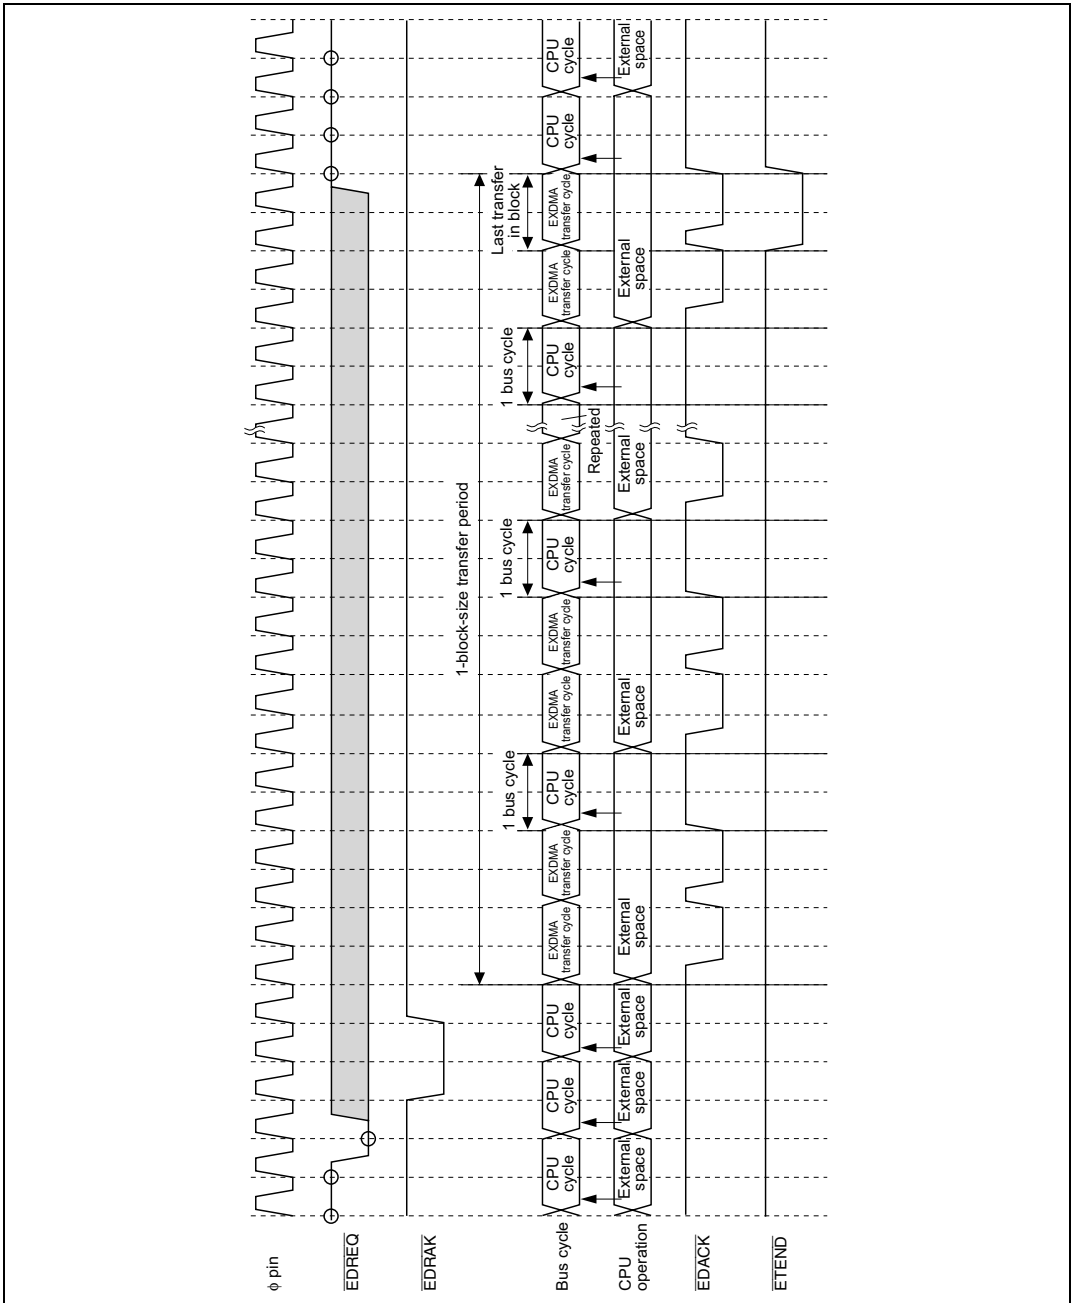 φ pin
EDREQ
EDRAK
1-block-size transfer period
1 bus cycle
1 bus cycle
1 bus cycle
Last transfer
in block
Bus cycle
CPU
cycle
CPU
cycle
CPU
cycle
EXDMA
transfer cycle
EXDMA
transfer cycle
CPU
cycle
EXDMA
transfer cycle
EXDMA
transfer cycle
CPU
cycle
EXDMA
transfer cycle
Repeated
CPU
cycle
EXDMA
transfer cycle
EXDMA
transfer cycle
CPU
cycle
CPU
cycle
CPU
operation
External
space
External
space
External
space
External
space
External
space
External
space
External
space
External
space
EDACK
ETEND